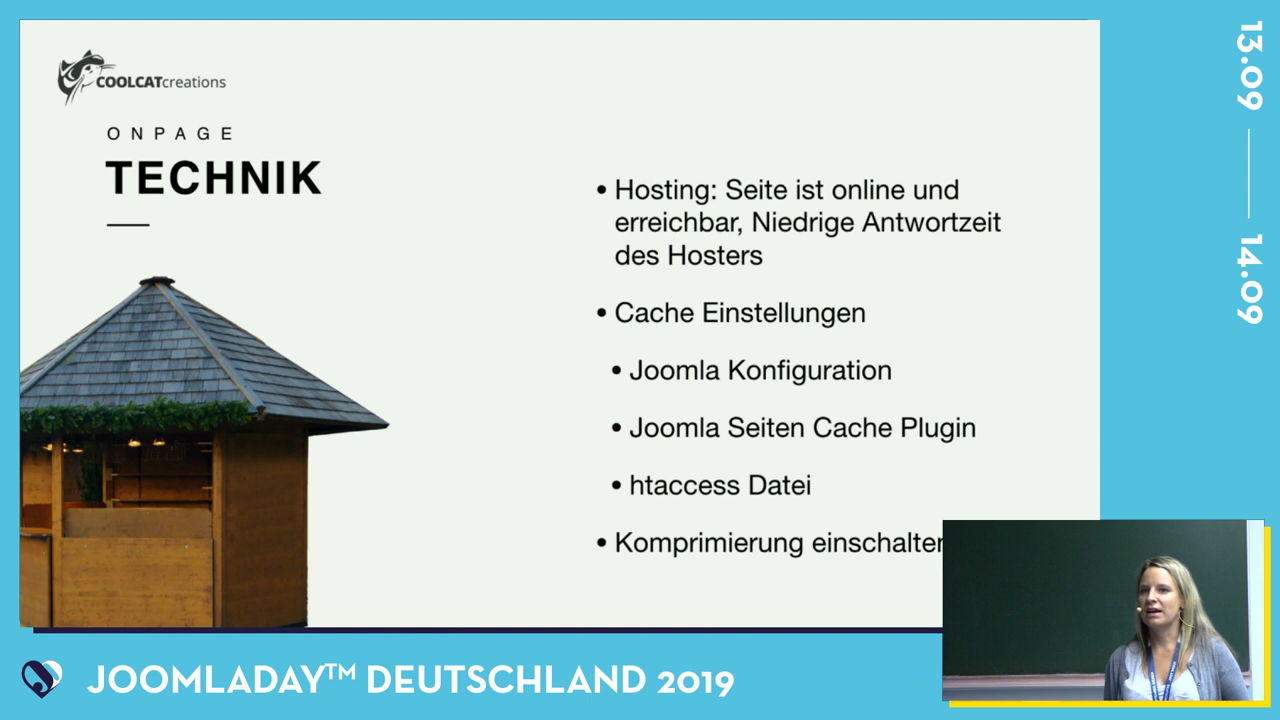 COOLCATcreations
ONPAGE
TECHNIK
• Hosting: Seite ist online und
erreichbar, Niedrige Antwortzeit
des Hosters
• Cache Einstellungen
• Joomla Konfiguration
• Joomla Seiten Cache Plugin
• htaccess Datei
• Komprimierung einschalten
13.09
14.09
JOOMLADAY™ DEUTSCHLAND 2019